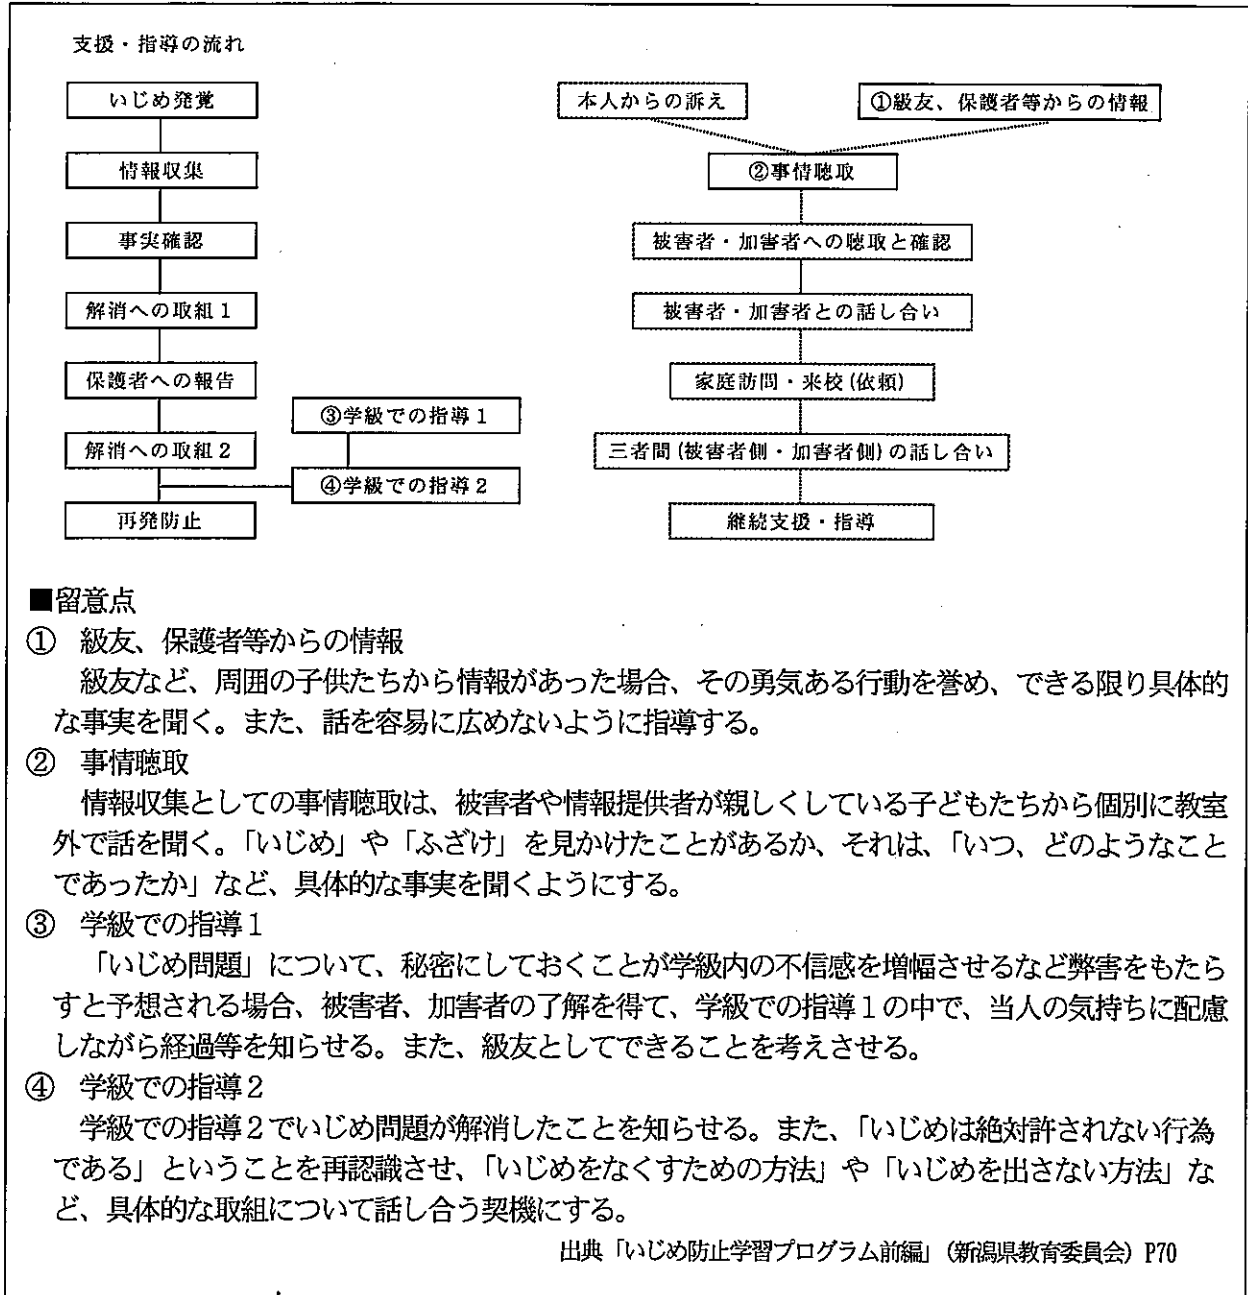 支援・指導の流れ
いじめ発覚
情報収集
事実確認
解消への取組1
保護者への報告
解消への取組2
再発防止
③学級での指導1
④学級での指導2
本人からの訴え
①級友、保護者等からの情報
②事情聴取
被害者・加害者への聴取と確認
被害者・加害者との話し合い
家庭訪問・来校(依頼)
三者間(被害者側・加害者側)の話し合い
継続支援・指導
■留意点
① 級友、保護者等からの情報
級友など、周囲の子供たちから情報があった場合、その勇気ある行動を誉め、できる限り具体的
な事実を聞く。また、話を容易に広めないように指導する。
② 事情聴取
情報収集としての事情聴取は、被害者や情報提供者が親しくしている子どもたちから個別に教室
外で話を聞く。「いじめ」や「ふざけ」を見かけたことがあるか、それは、「いつ、どのようなこと
であったか」など、具体的な事実を聞くようにする。
③ 学級での指導1
「いじめ問題」について、秘密にしておくことが学級内の不信感を増幅させるなど弊害をもたら
すと予想される場合、被害者、加害者の了解を得て、学級での指導1の中で、当人の気持ちに配慮
しながら経過等を知らせる。また、級友としてできることを考えさせる。
④ 学級での指導2
学級での指導2でいじめ問題が解消したことを知らせる。また、「いじめは絶対許されない行為
である」ということを再認識させ、「いじめをなくすための方法」や「いじめを出さない方法」な
ど、具体的な取組について話し合う契機にする。
出典「いじめ防止学習プログラム前編」(新潟県教育委員会) P70